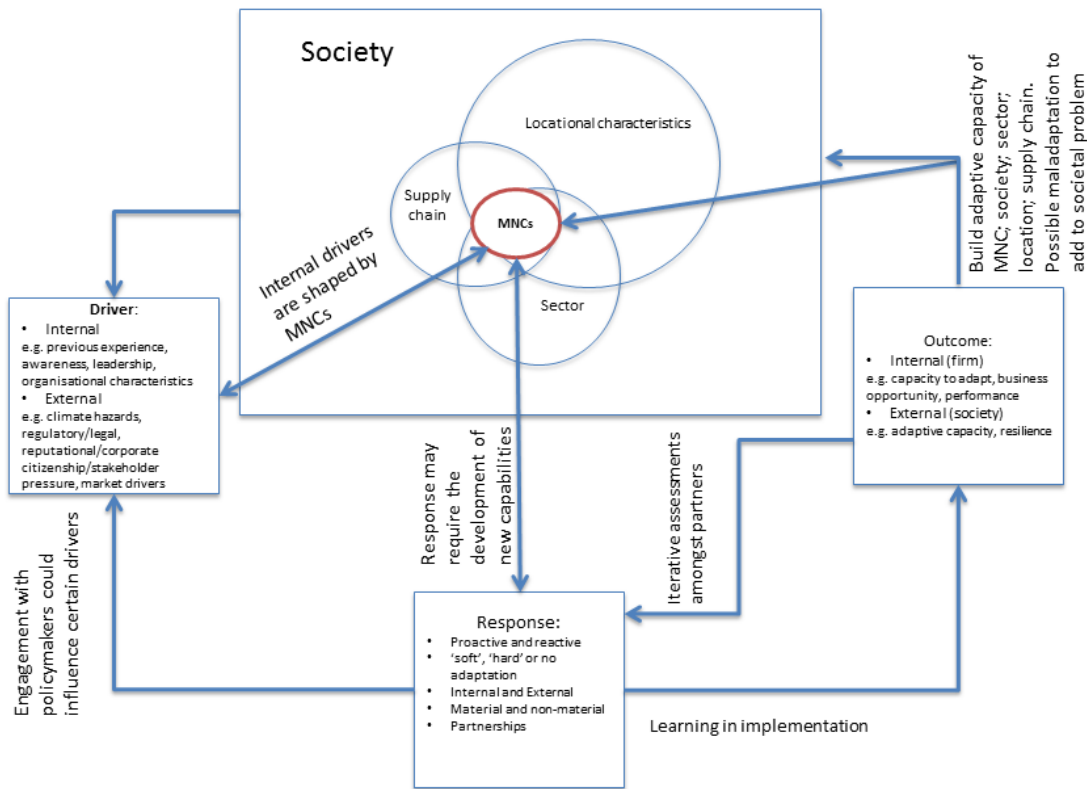 Society
Locational characteristics
Supply
chain
MNCs
Sector
Internal drivers
are shaped by
MNCs
Build adaptive capacity of
MNC; society; sector;
location; supply chain.
Possible maladaptation to
add to societal problem
Driver:
• Internal
e.g. previous experience,
awareness, leadership,
organisational characteristics
• External
e.g. climate hazards,
regulatory/legal,
reputational/corporate
citizenship/stakeholder
pressure, market drivers
Outcome:
• Internal (firm)
e.g. capacity to adapt, business
opportunity, performance
• External (society)
e.g. adaptive capacity, resilience
Response may
require the
development of
new capabilities
Iterative assessments
amongst partners
Engagement with
policymakers could
influence certain drivers
Response:
• Proactive and reactive
• ‘soft’, ‘hard’ or no
adaptation
• Internal and External
• Material and non-material
• Partnerships
Learning in implementation